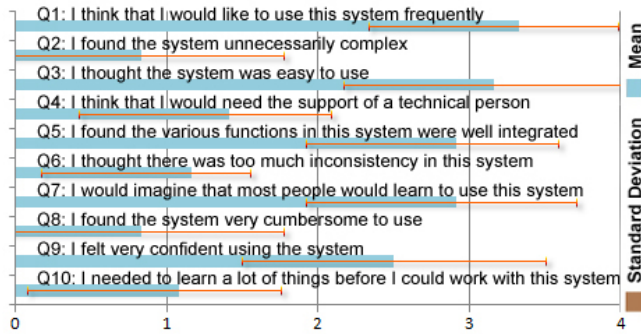 Q1: I think that I would like to use this system frequently
Q2: I found the system unnecessarily complex
Q3: I thought the system was easy to use
Q4: I think that I would need the support of a technical person
Q5: I found the various functions in this system were well integrated
Q6: I thought there was too much inconsistency in this system
Q7: I would imagine that most people would learn to use this system
Q8: I found the system very cumbersome to use
Q9: I felt very confident using the system
Q10: I needed to learn a lot of things before I could work with this system
0 1 2 3 4
Mean
Standard Deviation